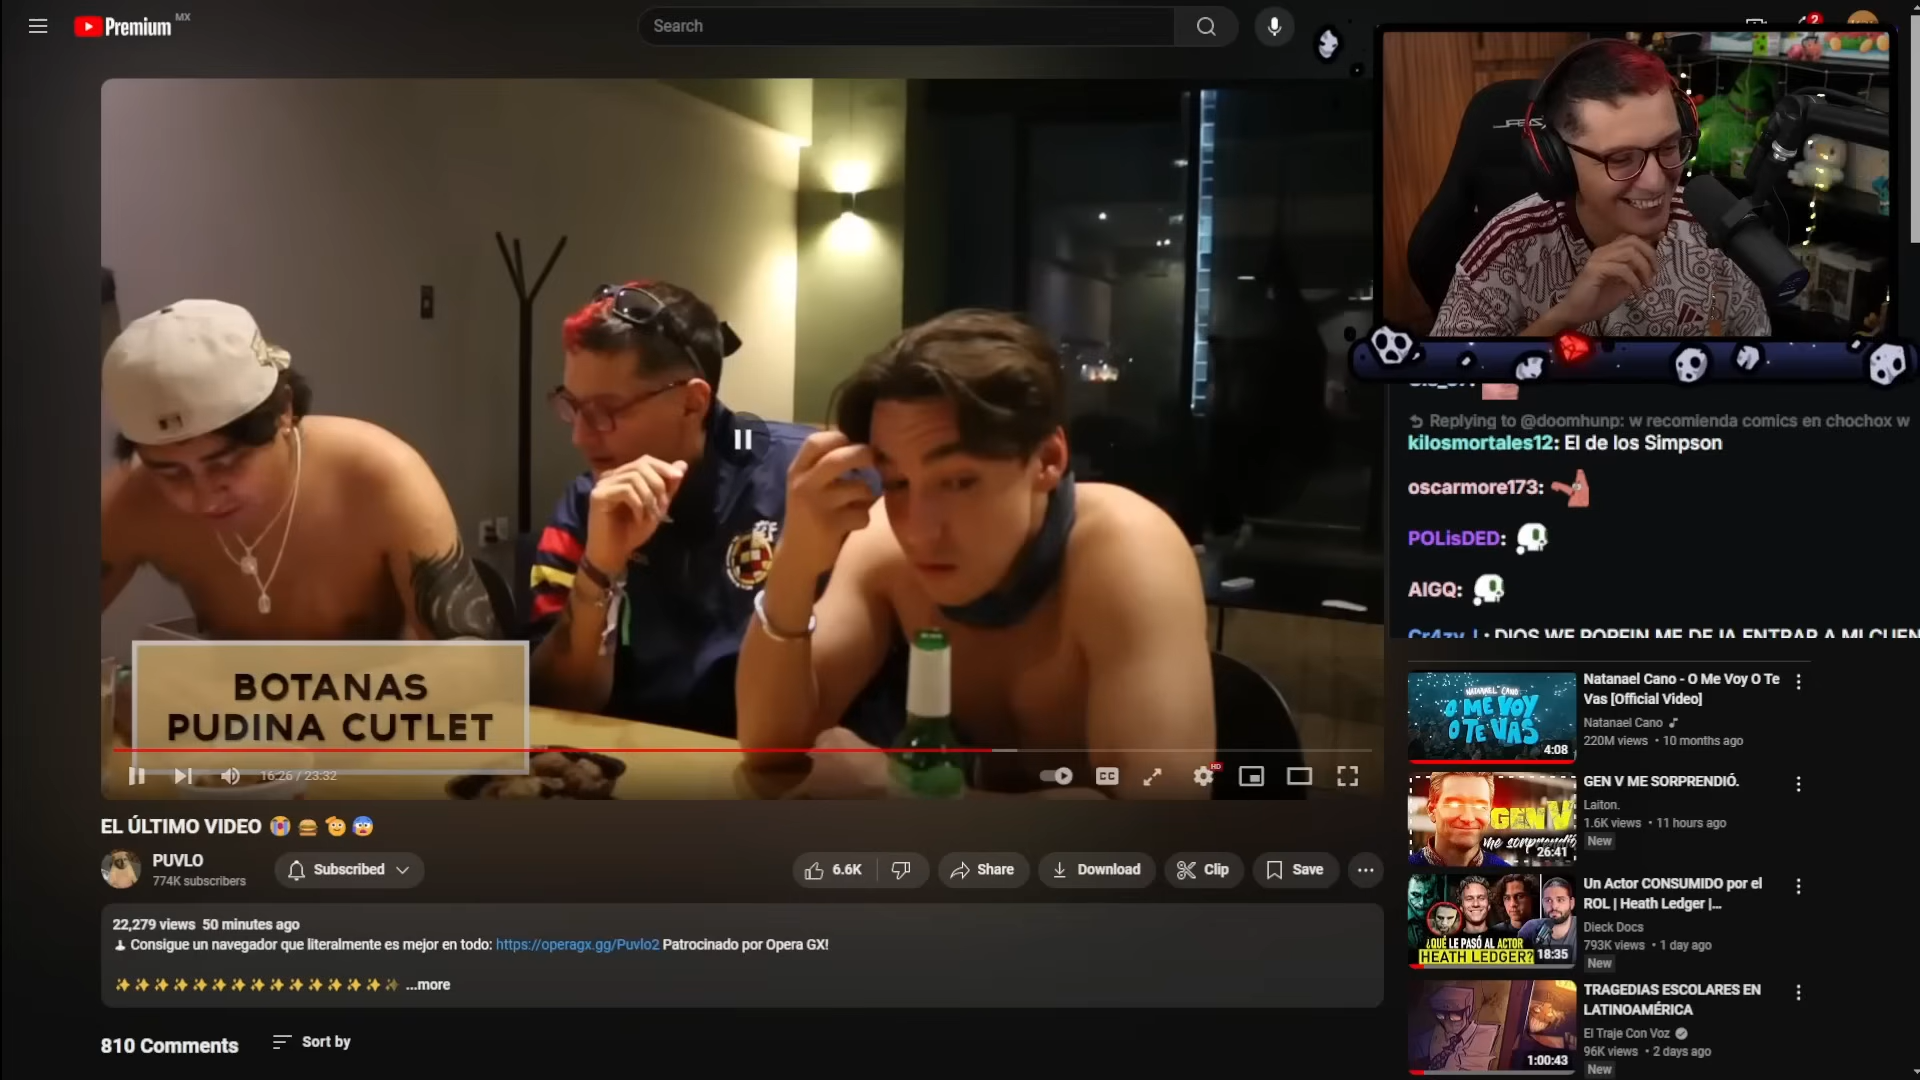 Premium MX
Search
2
BOTANAS
PUDINA CUTLET
16:26 / 23:32
CC
HD
EL ÚLTIMO VIDEO 😭 🍔 🫡 😰
PUVLO
774K subscribers
Subscribed
6.6K
Share
Download
Clip
Save
22,279 views 50 minutes ago
Consigue un navegador que literalmente es mejor en todo: https://operagx.gg/Puvlo2 Patrocinado por Opera GX!
✨✨✨✨✨✨✨✨✨✨✨✨✨✨✨ ...more
810 Comments
Sort by
Replying to @doomhunp: w recomienda comics en chochox w
kilosmortales12: El de los Simpson
oscarmore173:
POLisDED:
AIGQ:
NATANAEL CANO
O ME VOY
O TE VAS
4:08
Natanael Cano - O Me Voy O Te
Vas [Official Video]
Natanael Cano
220M views • 10 months ago
GEN V
me sorprendió
26:41
GEN V ME SORPRENDIÓ.
Laiton.
1.6K views • 11 hours ago
New
¿QUÉ LE PASÓ AL ACTOR
HEATH LEDGER?
18:35
Un Actor CONSUMIDO por el
ROL | Heath Ledger |...
Dieck Docs
793K views • 1 day ago
New
1:00:43
TRAGEDIAS ESCOLARES EN
LATINOAMÉRICA
El Traje Con Voz
96K views • 2 days ago
New